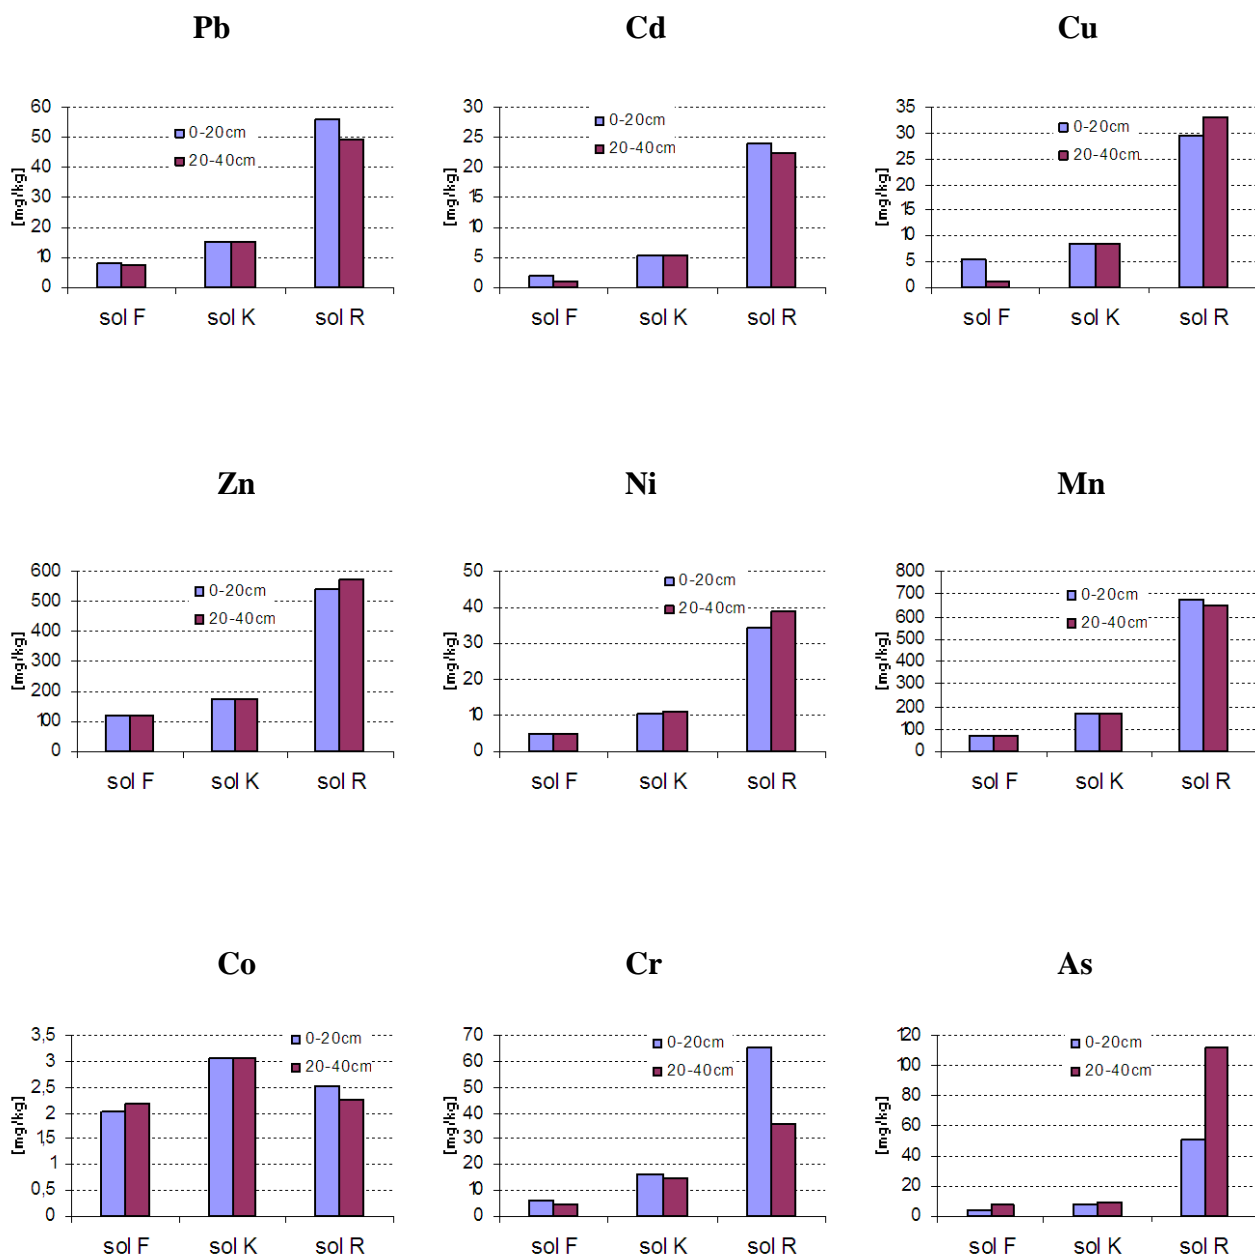 Pb
60
50
40
30
20
10
0
[mg/kg]
0-20cm
20-40cm
sol F
sol K
sol R
Cd
30
25
20
15
10
5
0
[mg/kg]
0-20cm
20-40cm
sol F
sol K
sol R
Cu
35
30
25
20
15
10
5
0
[mg/kg]
0-20cm
20-40cm
sol F
sol K
sol R
Zn
600
500
400
300
200
100
0
[mg/kg]
0-20cm
20-40cm
sol F
sol K
sol R
Ni
50
40
30
20
10
0
[mg/kg]
0-20cm
20-40cm
sol F
sol K
sol R
Mn
800
700
600
500
400
300
200
100
0
[mg/kg]
0-20cm
20-40cm
sol F
sol K
sol R
Co
3,5
3
2,5
2
1,5
1
0,5
0
[mg/kg]
0-20cm
20-40cm
sol F
sol K
sol R
Cr
70
60
50
40
30
20
10
0
[mg/kg]
0-20cm
20-40cm
sol F
sol K
sol R
As
120
100
80
60
40
20
0
[mg/kg]
0-20cm
20-40cm
sol F
sol K
sol R